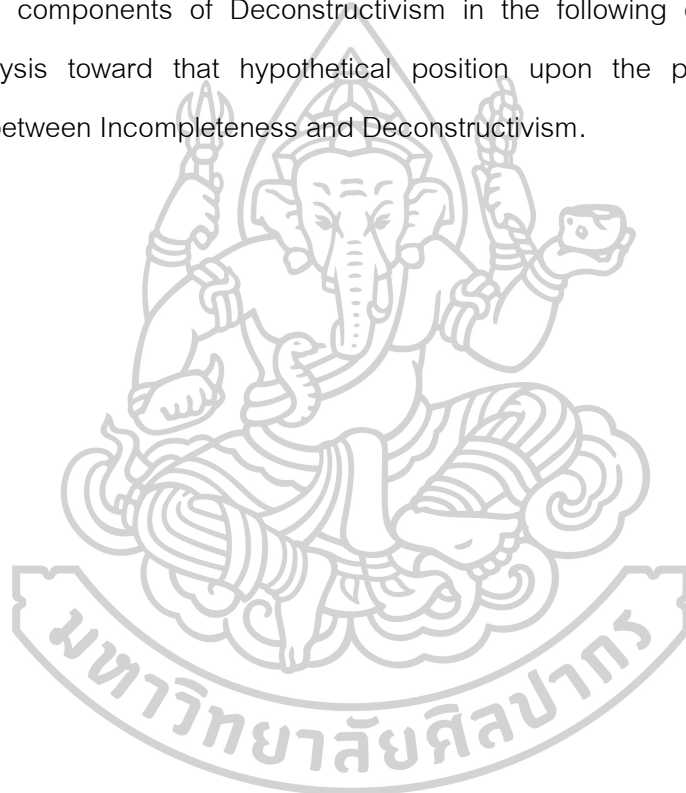 components of Deconstructivism in the following
ysis toward that hypothetical position upon the
between Incompleteness and Deconstructivism.
มหาวิทยาลัยศิลปากร